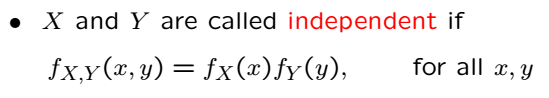 • X and Y are called independent if
f_{X,Y}(x, y) = f_X(x)f_Y(y), for all x, y